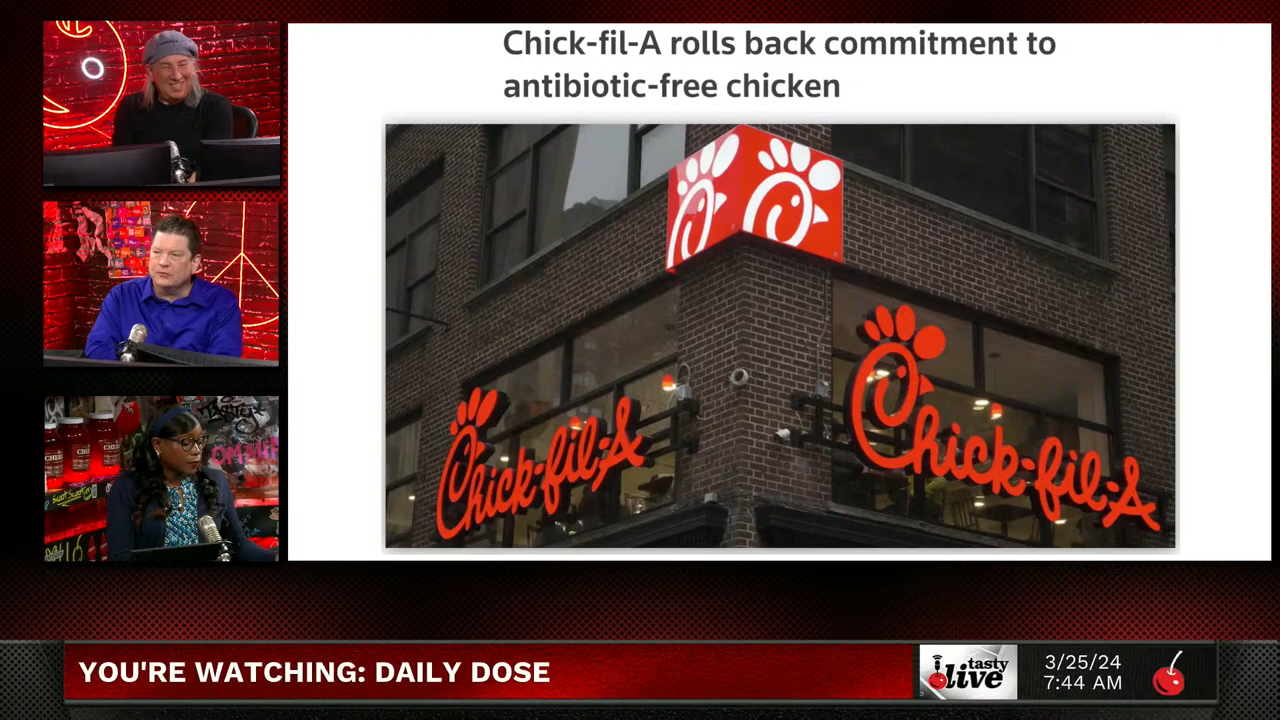 Chick-fil-A rolls back commitment to
antibiotic-free chicken
Chick-fil-A
Chick-fil-A
YOU'RE WATCHING: DAILY DOSE
tasty
live
3/25/24
7:44 AM